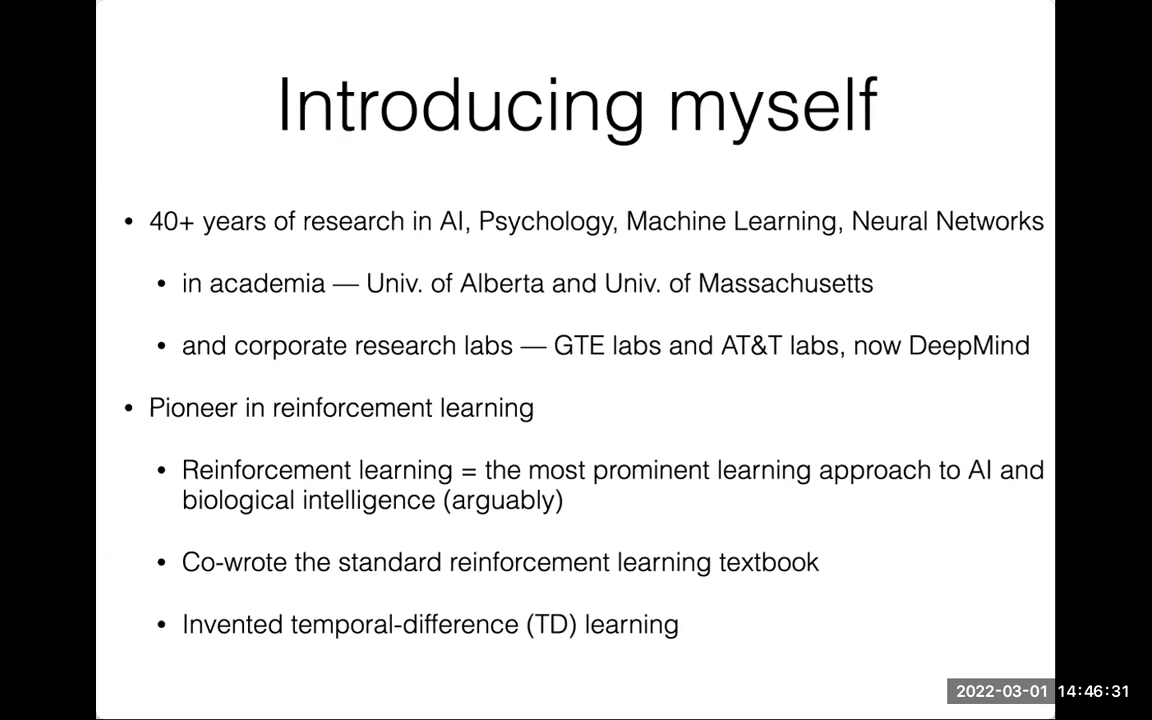 Introducing myself
• 40+ years of research in AI, Psychology, Machine Learning, Neural Networks
• in academia — Univ. of Alberta and Univ. of Massachusetts
• and corporate research labs — GTE labs and AT&T labs, now DeepMind
• Pioneer in reinforcement learning
• Reinforcement learning = the most prominent learning approach to AI and
biological intelligence (arguably)
• Co-wrote the standard reinforcement learning textbook
• Invented temporal-difference (TD) learning
2022-03-01 14:46:31